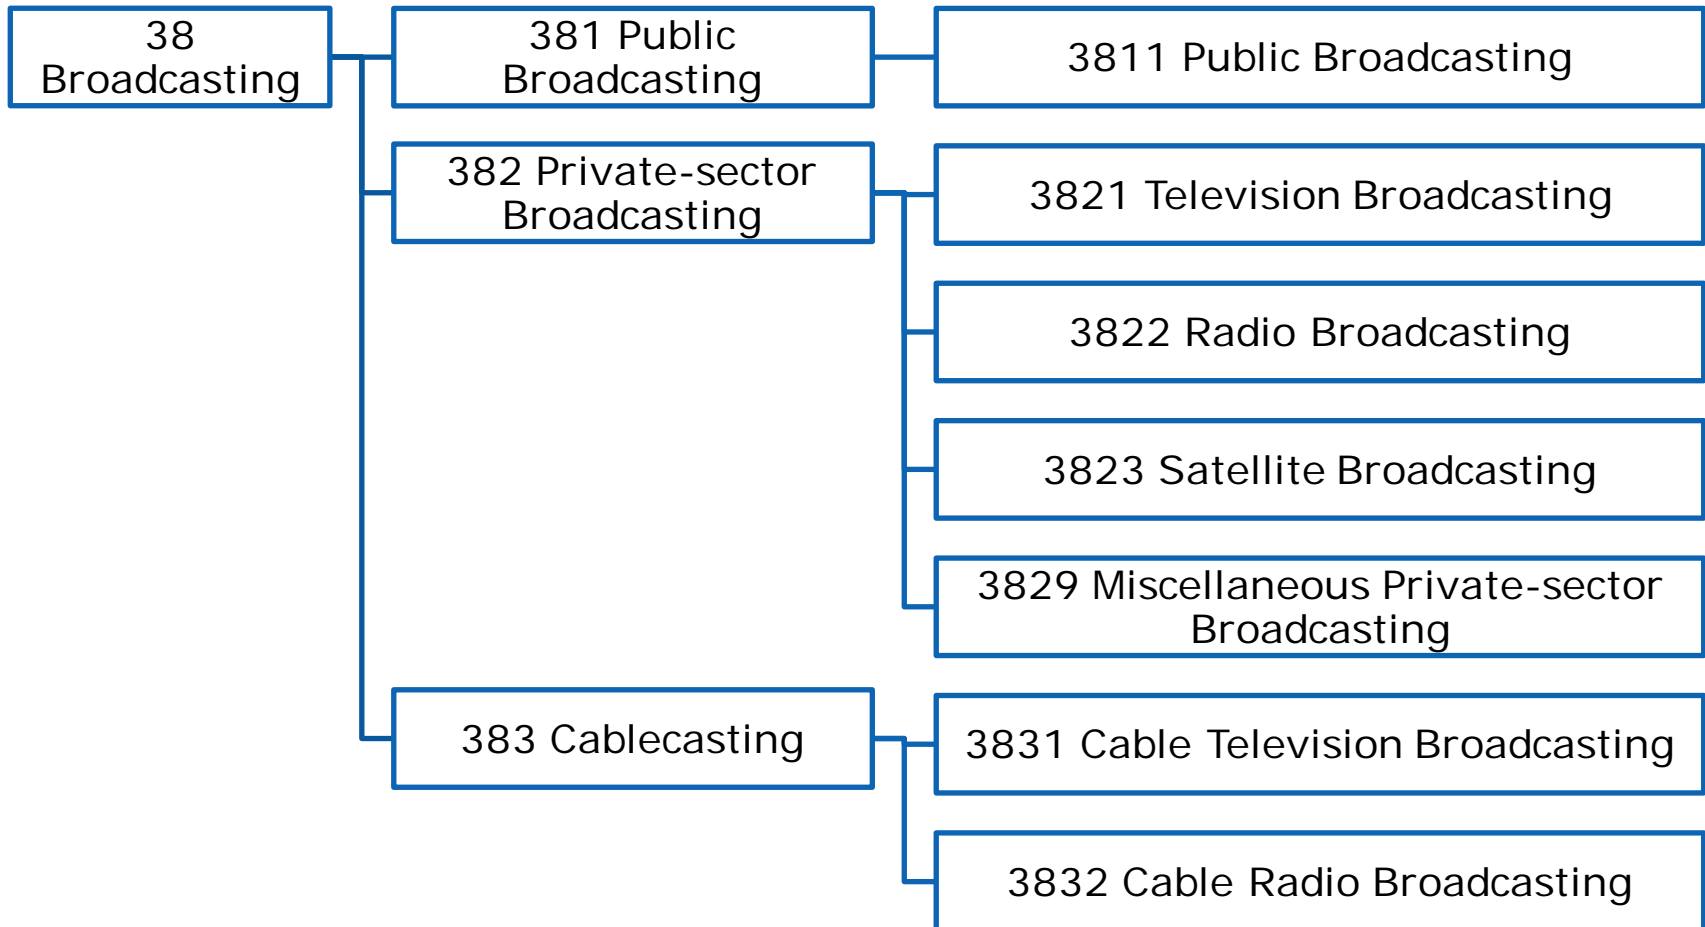 38
Broadcasting
381 Public
Broadcasting
3811 Public Broadcasting
382 Private-sector
Broadcasting
3821 Television Broadcasting
3822 Radio Broadcasting
3823 Satellite Broadcasting
3829 Miscellaneous Private-sector
Broadcasting
383 Cablecasting
3831 Cable Television Broadcasting
3832 Cable Radio Broadcasting